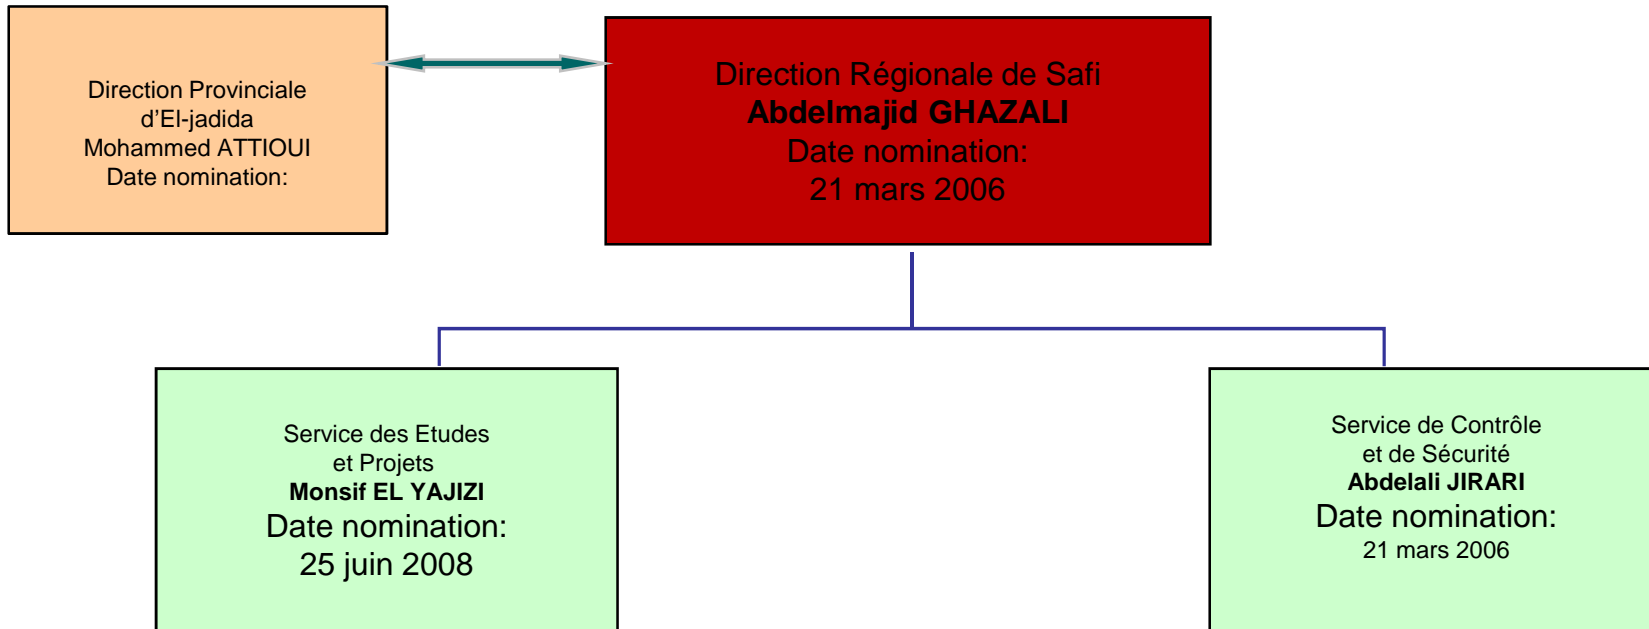 Direction Provinciale
d’El-jadida
Mohammed ATTIOUI
Date nomination:
Direction Régionale de Safi
Abdelmajid GHAZALI
Date nomination:
21 mars 2006
Service des Etudes
et Projets
Monsif EL YAJIZI
Date nomination:
25 juin 2008
Service de Contrôle
et de Sécurité
Abdelali JIRARI
Date nomination:
21 mars 2006